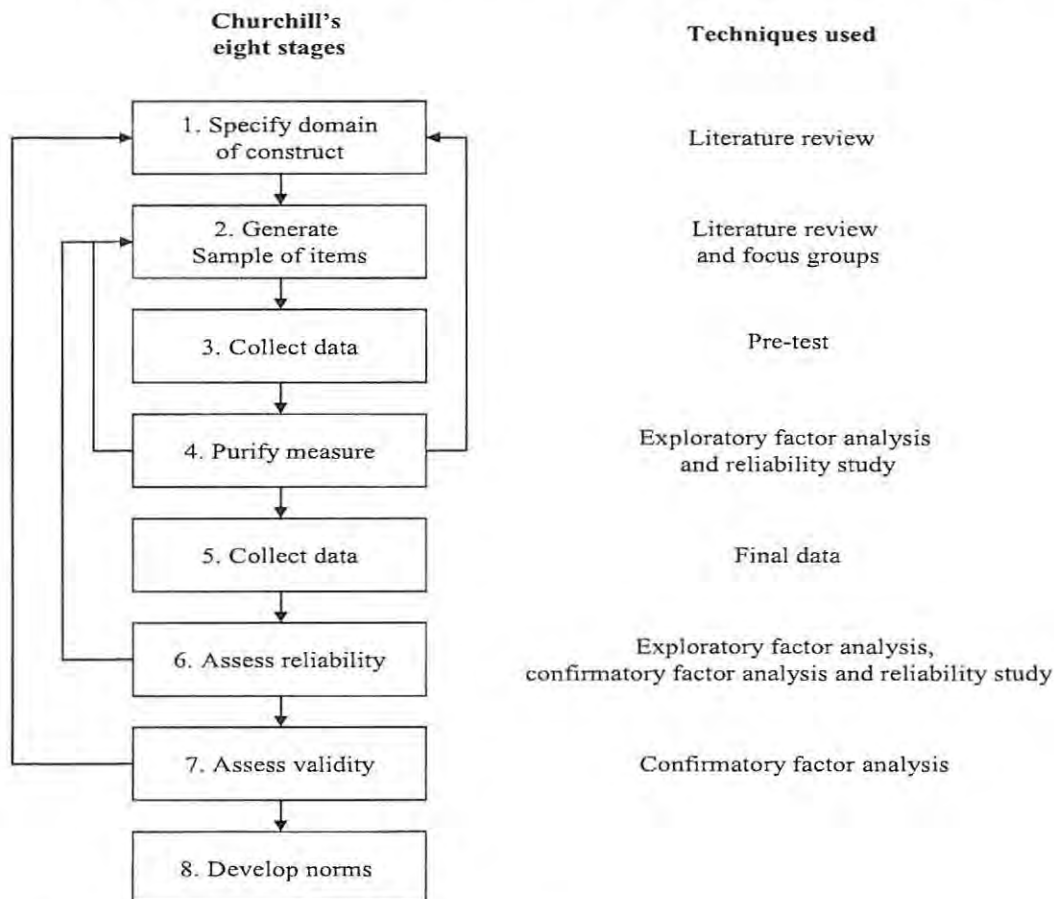 Churchill's
eight stages
Techniques used
1. Specify domain
of construct
Literature review
2. Generate
Sample of items
Literature review
and focus groups
3. Collect data
Pre-test
4. Purify measure
Exploratory factor analysis
and reliability study
5. Collect data
Final data
6. Assess reliability
Exploratory factor analysis,
confirmatory factor analysis and reliability study
7. Assess validity
Confirmatory factor analysis
8. Develop norms